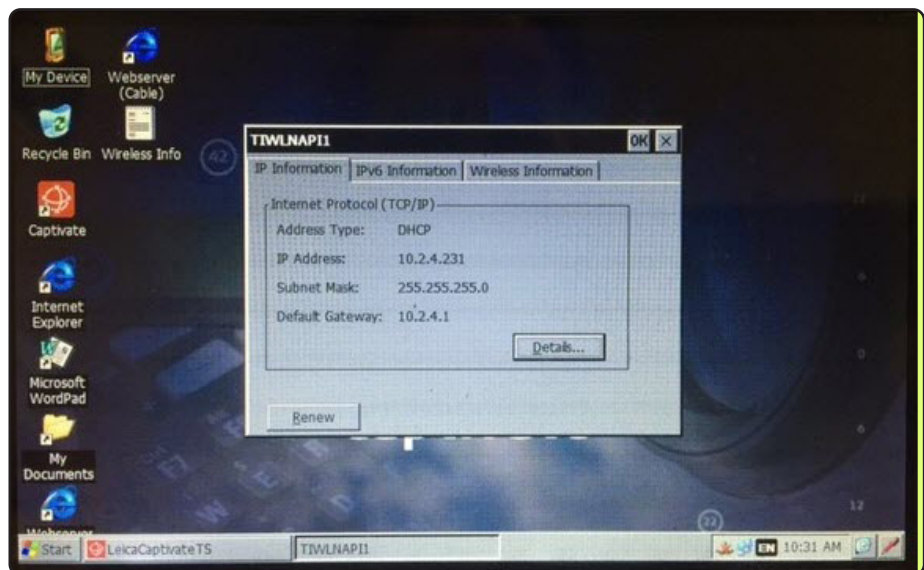 My Device
Webserver
(Cable)
Recycle Bin
Wireless Info
Captivate
Internet
Explorer
Microsoft
WordPad
My
Documents
TIWLNAPI1
OK
IP Information
IPv6 Information
Wireless Information
Internet Protocol (TCP/IP)
Address Type: DHCP
IP Address: 10.2.4.231
Subnet Mask: 255.255.255.0
Default Gateway: 10.2.4.1
Details...
Renew
42
22
12
Start
LeicaCaptivateTS
TIWLNAPI1
EN
10:31 AM